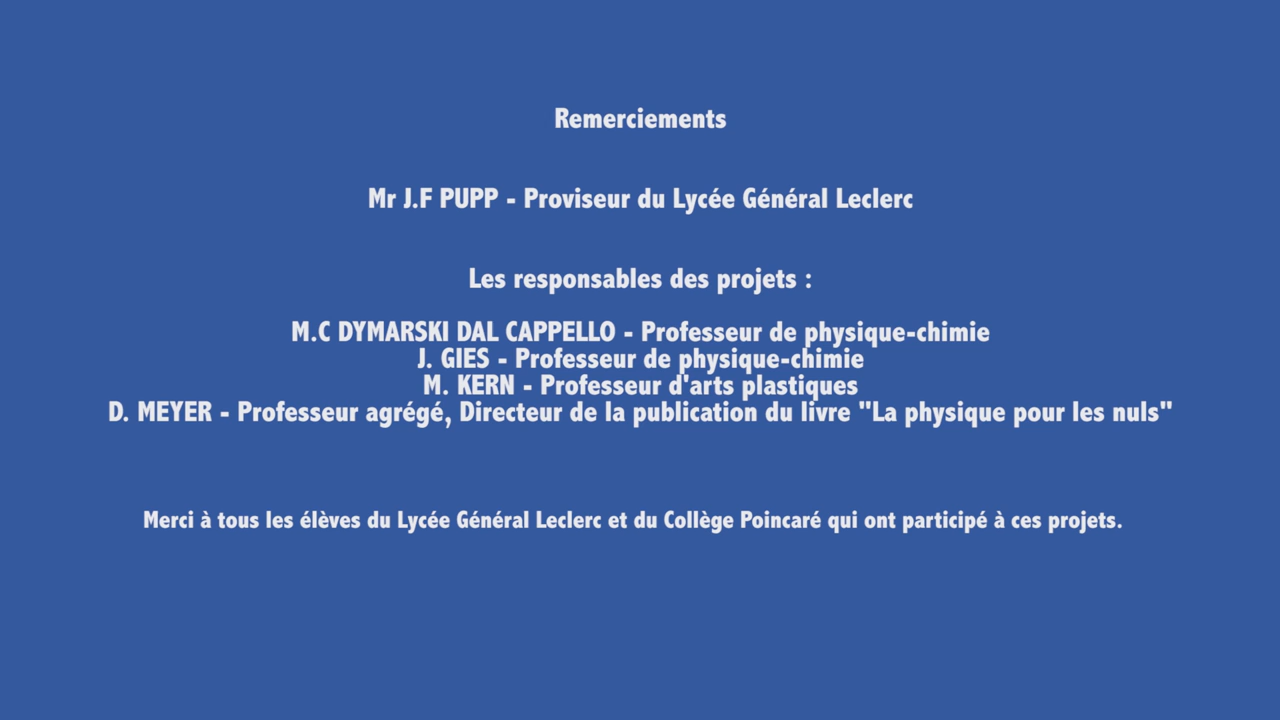 Remerciements
Mr J.F PUPP - Proviseur du Lycée Général Leclerc
Les responsables des projets :
M.C DYMARSKI DAL CAPPELLO - Professeur de physique-chimie
J. GIES - Professeur de physique-chimie
M. KERN - Professeur d'arts plastiques
D. MEYER - Professeur agrégé, Directeur de la publication du livre "La physique pour les nuls"
Merci à tous les élèves du Lycée Général Leclerc et du Collège Poincaré qui ont participé à ces projets.